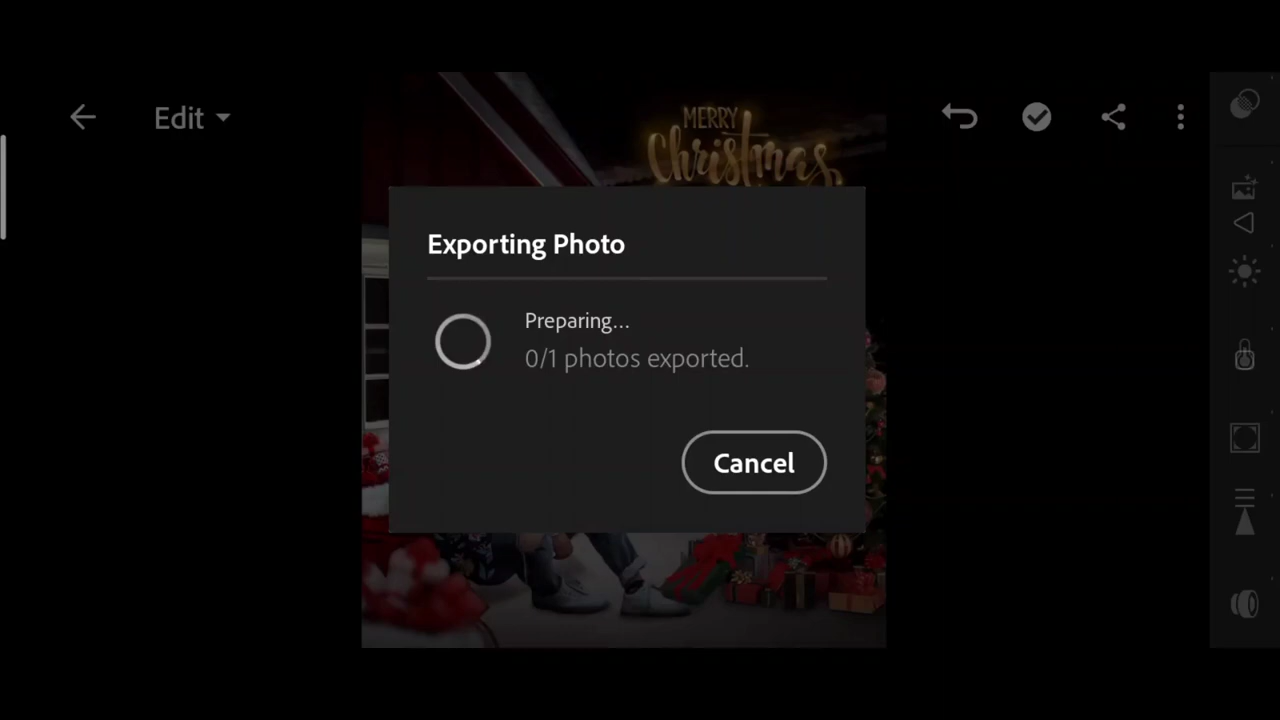 Edit
MERRY
Christmas
Exporting Photo
Preparing...
0/1 photos exported.
Cancel